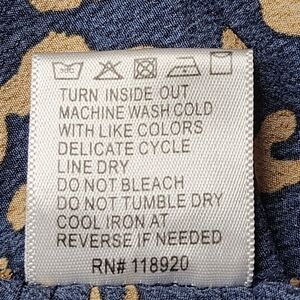 TURN INSIDE OUT
MACHINE WASH COLD
WITH LIKE COLORS
DELICATE CYCLE
LINE DRY
DO NOT BLEACH
DO NOT TUMBLE DRY
COOL IRON AT
REVERSE IF NEEDED
RN# 118920